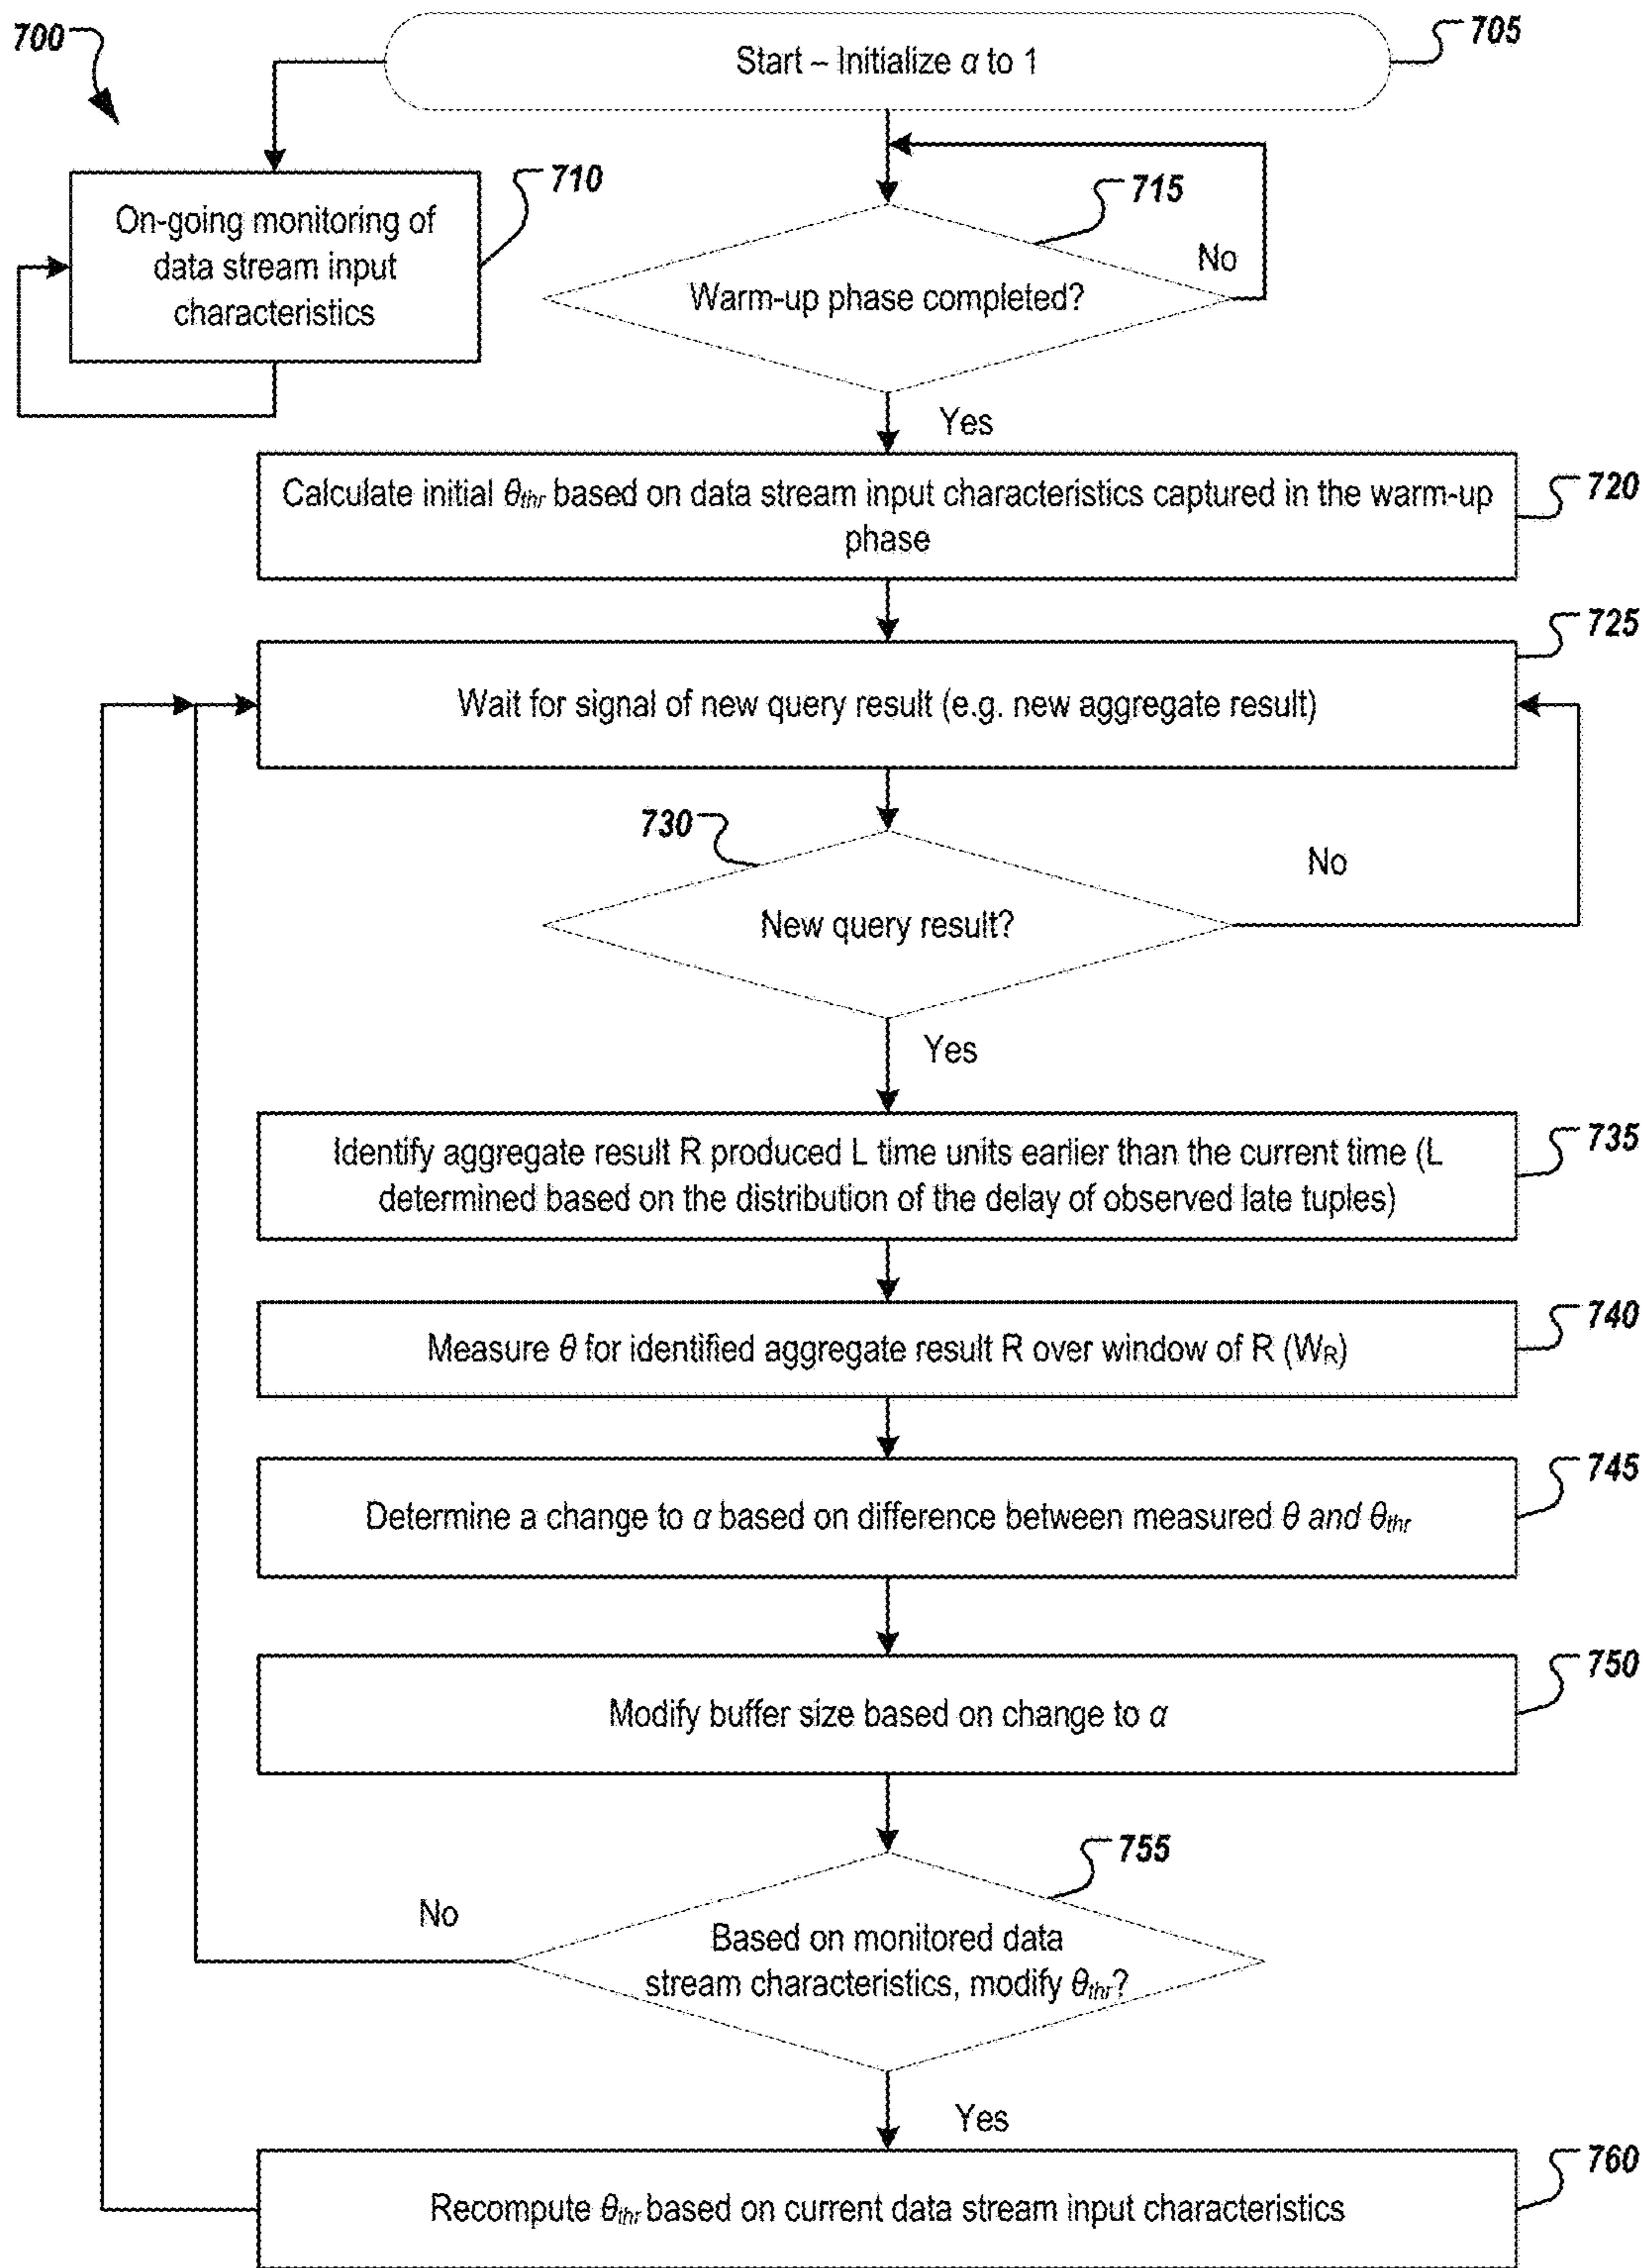 700
Start – Initialize α to 1
705
710
On-going monitoring of
data stream input
characteristics
715
No
Warm-up phase completed?
Yes
Calculate initial θthr based on data stream input characteristics captured in the warm-up
phase
720
725
Wait for signal of new query result (e.g. new aggregate result)
730
No
New query result?
Yes
Identify aggregate result R produced L time units earlier than the current time (L
determined based on the distribution of the delay of observed late tuples)
735
Measure θ for identified aggregate result R over window of R (WR)
740
Determine a change to α based on difference between measured θ and θthr
745
Modify buffer size based on change to α
750
755
No
Based on monitored data
stream characteristics, modify θthr?
Yes
Recompute θthr based on current data stream input characteristics
760